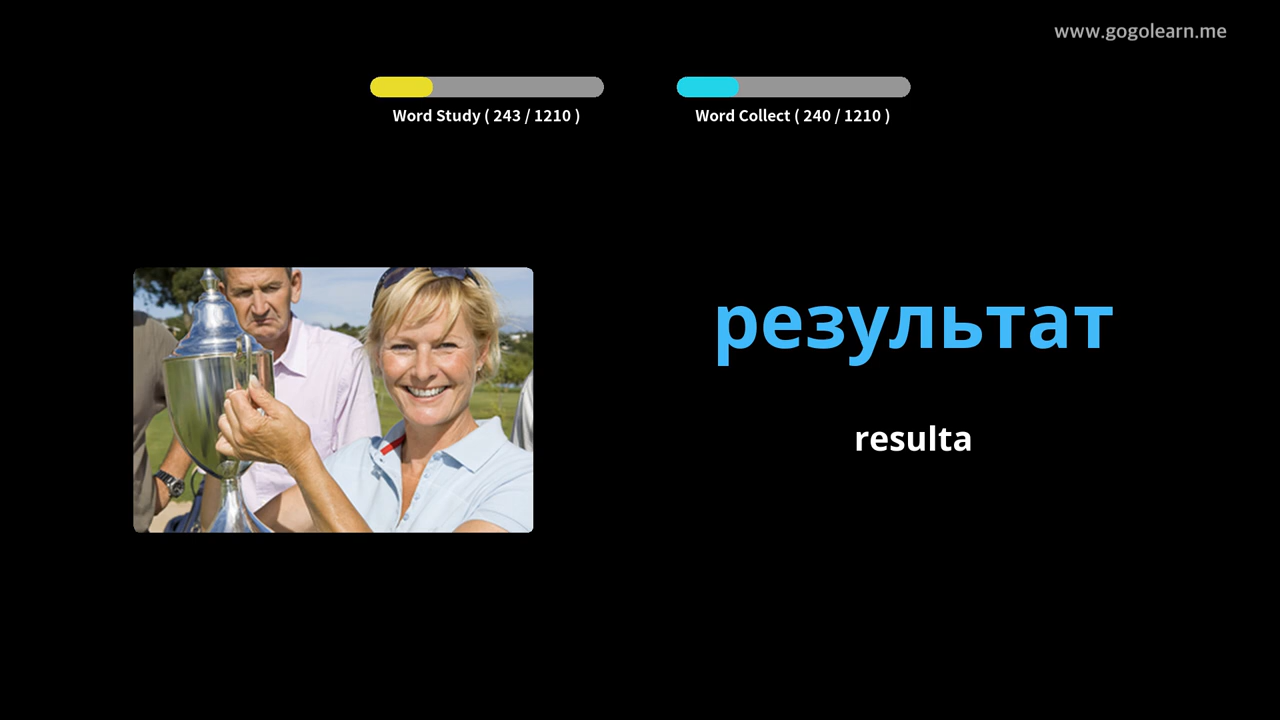 www.gogolearn.me
Word Study ( 243 / 1210 )
Word Collect ( 240 / 1210 )
результат
resulta